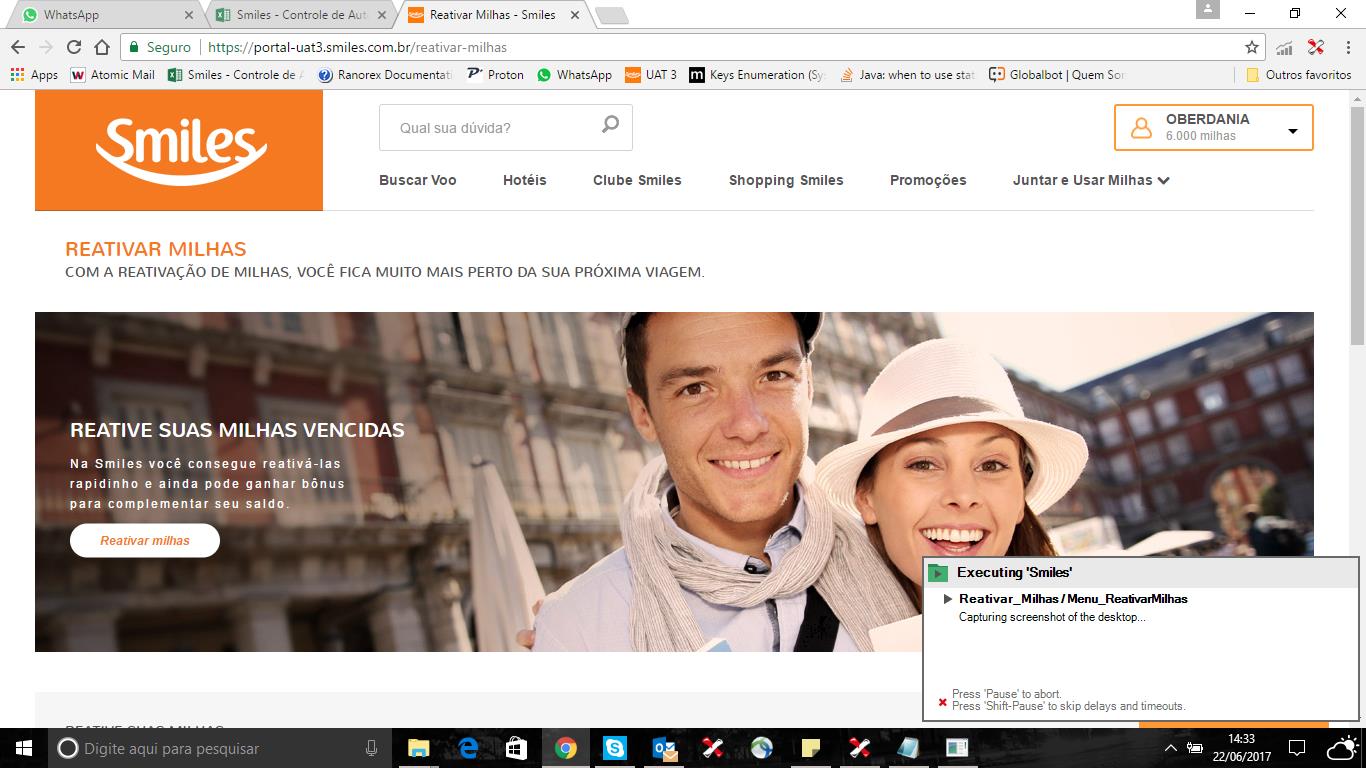 WhatsApp
Smiles - Controle de Aut
Reativar Milhas - Smiles
Seguro
https://portal-uat3.smiles.com.br/reativar-milhas
Apps
Atomic Mail
Smiles - Controle de A
Ranorex Documentati
Proton
WhatsApp
UAT 3
Keys Enumeration (Sy
Java: when to use stat
Globalbot | Quem Son
Outros favoritos
Smiles
Qual sua dúvida?
OBERDANIA
6.000 milhas
Buscar Voo
Hotéis
Clube Smiles
Shopping Smiles
Promoções
Juntar e Usar Milhas
REATIVAR MILHAS
COM A REATIVAÇÃO DE MILHAS, VOCÊ FICA MUITO MAIS PERTO DA SUA PRÓXIMA VIAGEM.
REATIVE SUAS MILHAS VENCIDAS
Na Smiles você consegue reativá-las
rapidinho e ainda pode ganhar bônus
para complementar seu saldo.
Reativar milhas
Executing 'Smiles'
Reativar_Milhas / Menu_ReativarMilhas
Capturing screenshot of the desktop...
Press 'Pause' to abort.
Press 'Shift-Pause' to skip delays and timeouts.
REATIVE SUAS MILHAS
Digite aqui para pesquisar
14:33
22/06/2017